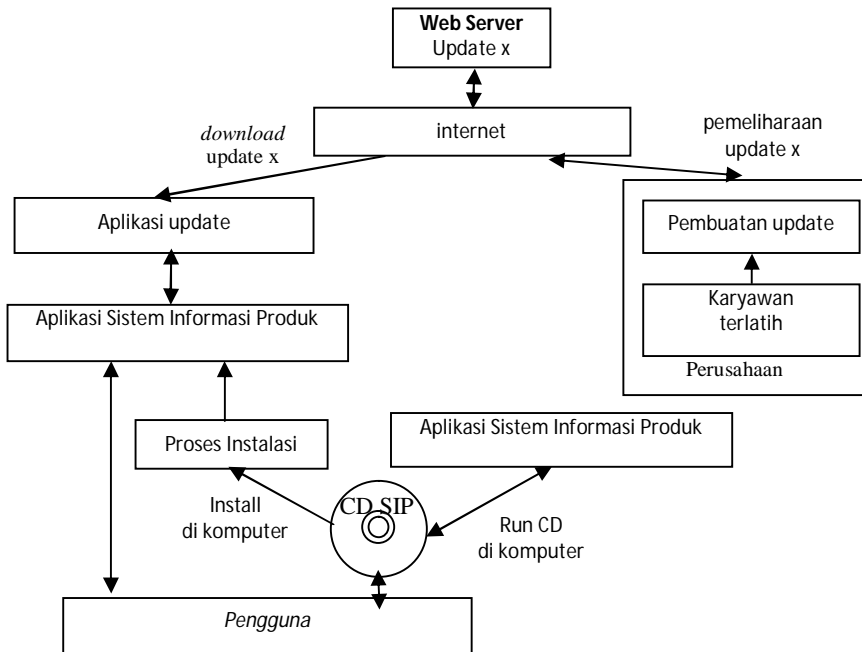 Web Server
Update x
internet
download
update x
pemeliharaan
update x
Aplikasi update
Pembuatan update
Karyawan
terlatih
Perusahaan
Aplikasi Sistem Informasi Produk
Proses Instalasi
Aplikasi Sistem Informasi Produk
CD SIP
Install
di komputer
Run CD
di komputer
Pengguna